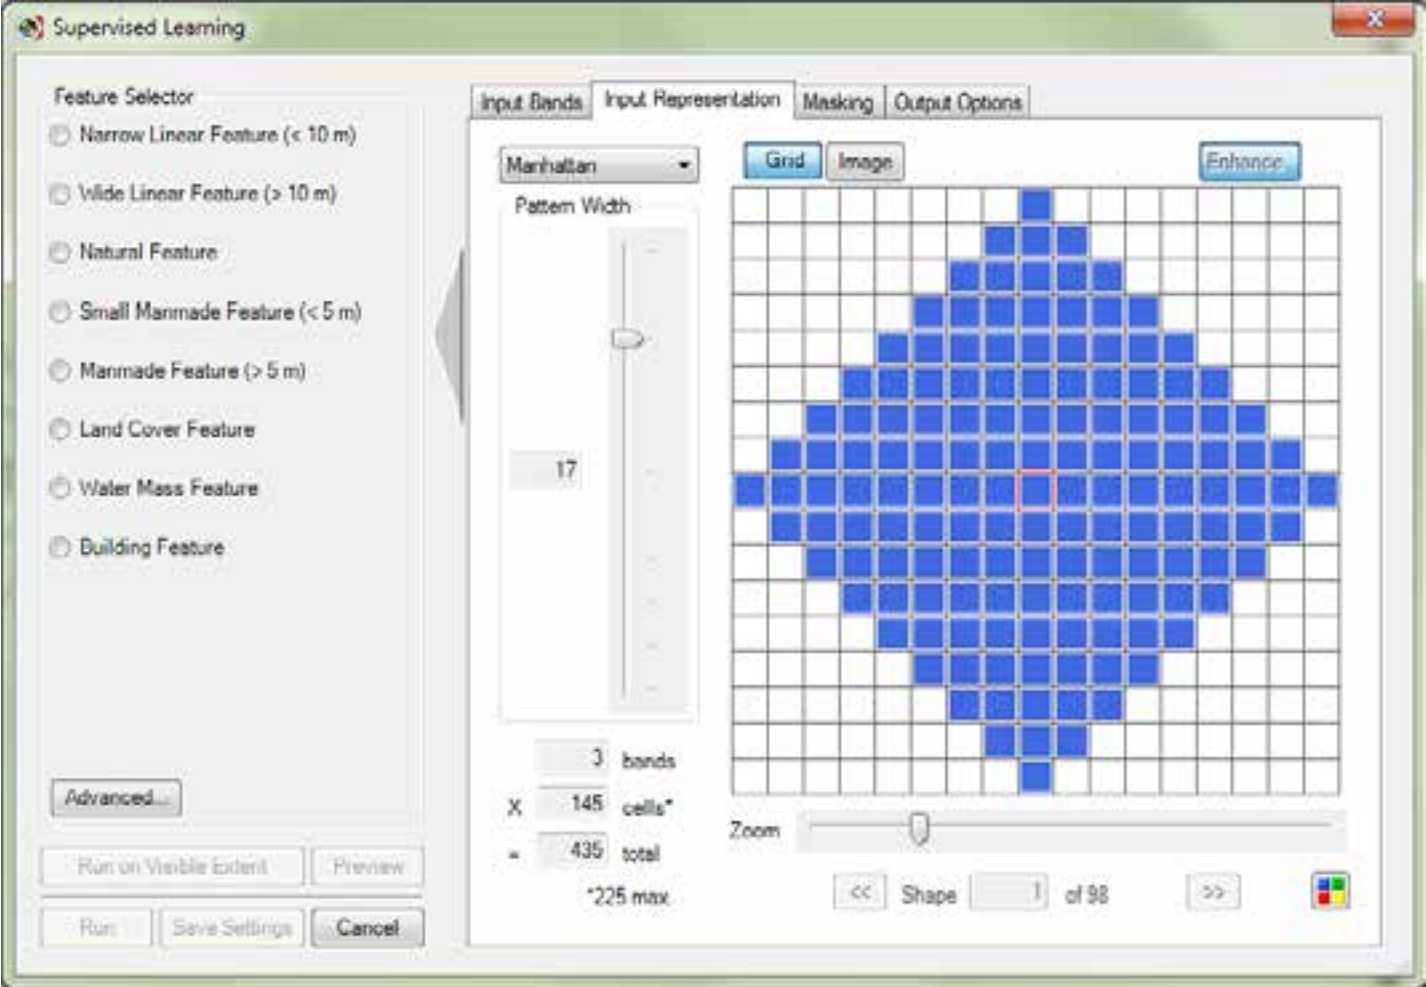 Supervised Learning
Feature Selector
Narrow Linear Feature (< 10 m)
Wide Linear Feature (> 10 m)
Natural Feature
Small Manmade Feature (< 5 m)
Manmade Feature (> 5 m)
Land Cover Feature
Water Mass Feature
Building Feature
Advanced...
Run on Visible Extent
Preview
Run
Save Settings
Cancel
Input Bands
Input Representation
Masking
Output Options
Manhattan
Pattern Width
17
3 bands
X 145 cells*
= 435 total
*225 max
Grid
Image
Enhance
Zoom
<< Shape 1 of 98 >>